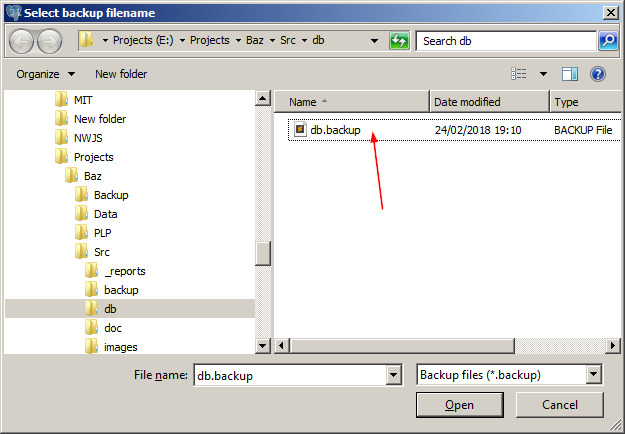 Select backup filename
Projects (E:) Projects Baz Src db
Search db
Organize New folder
MIT
New folder
NWJS
Projects
Baz
Backup
Data
PLP
Src
_reports
backup
db
doc
images
Name Date modified Type
db.backup 24/02/2018 19:10 BACKUP File
File name: db.backup
Backup files (*.backup)
Open Cancel